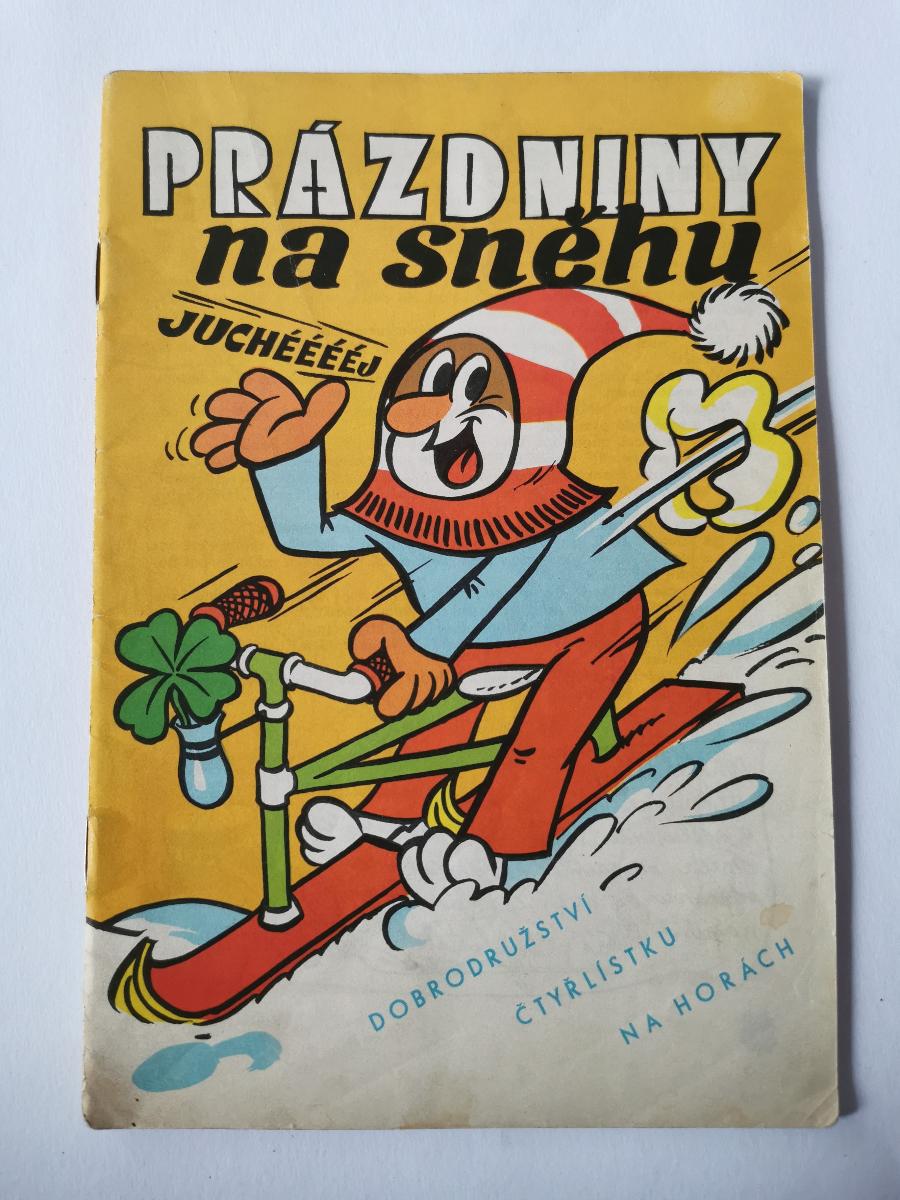 PRÁZDNINY
na sněhu
JUCHÉÉÉÉJ
DOBRODRUŽSTVÍ
ČTYŘLÍSTKU
NA HORÁCH